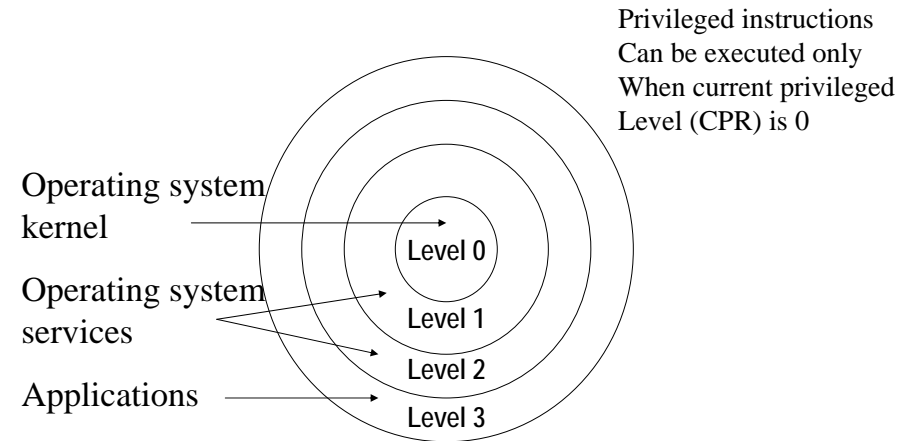 Privileged instructions
Can be executed only
When current privileged
Level (CPR) is 0
Operating system
kernel
Level 0
Operating system
services
Level 1
Level 2
Applications
Level 3